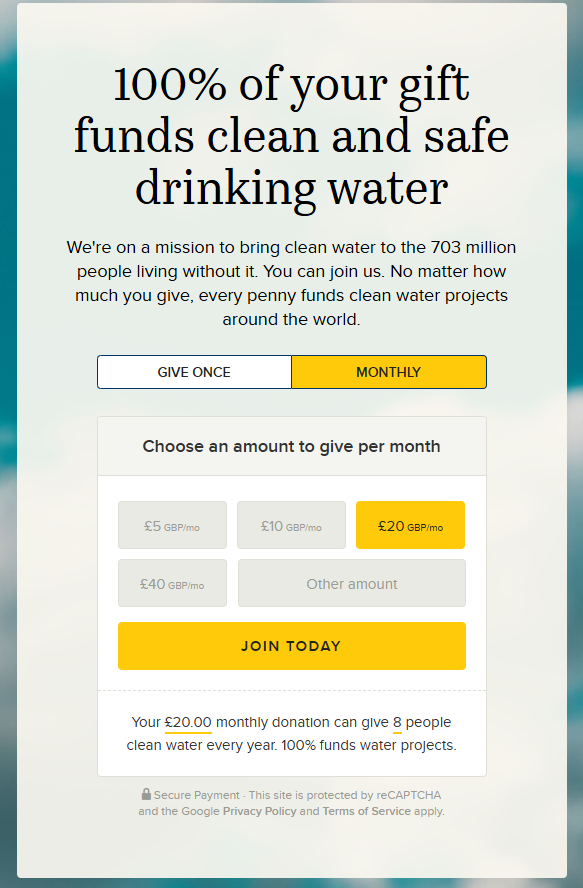 100% of your gift
funds clean and safe
drinking water
We're on a mission to bring clean water to the 703 million
people living without it. You can join us. No matter how
much you give, every penny funds clean water projects
around the world.
GIVE ONCE MONTHLY
Choose an amount to give per month
£5 GBP/mo £10 GBP/mo £20 GBP/mo
£40 GBP/mo Other amount
JOIN TODAY
Your £20.00 monthly donation can give 8 people
clean water every year. 100% funds water projects.
Secure Payment · This site is protected by reCAPTCHA
and the Google Privacy Policy and Terms of Service apply.